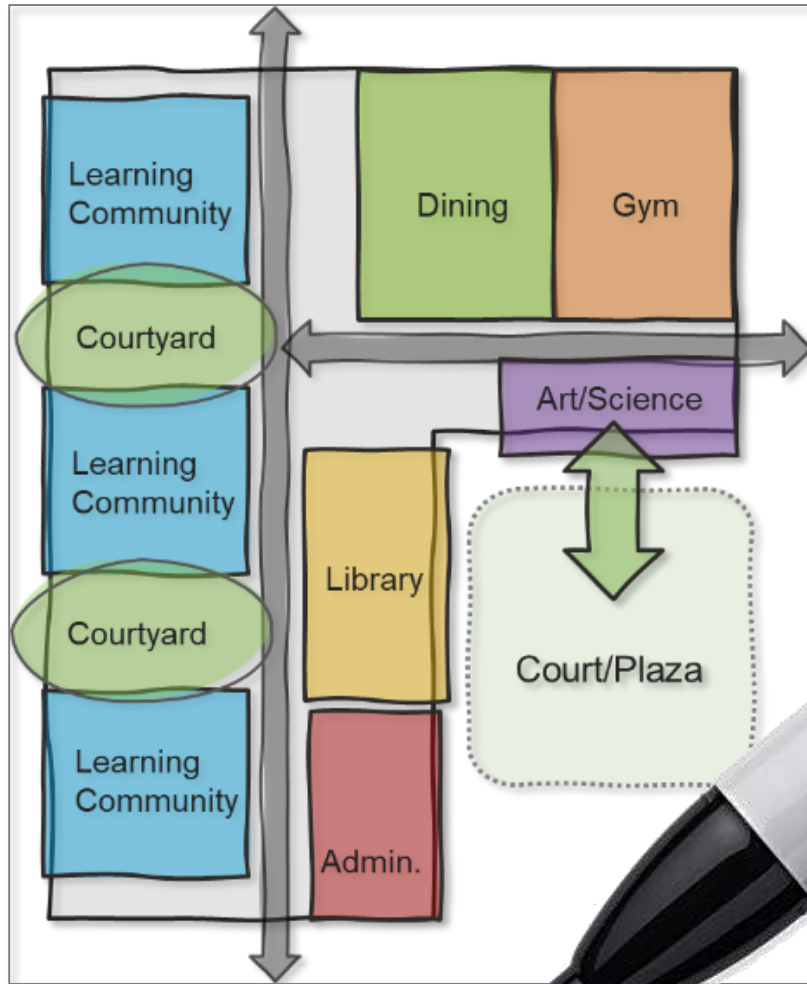 Learning
Community
Dining
Gym
Courtyard
Art/Science
Learning
Community
Library
Courtyard
Court/Plaza
Learning
Community
Admin.